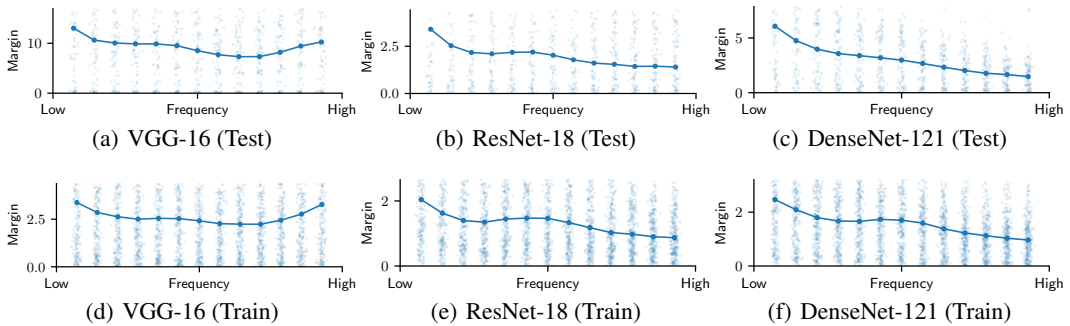 Margin
10
0
Low
Frequency
High
(a) VGG-16 (Test)
Margin
2.5
0.0
Low
Frequency
High
(b) ResNet-18 (Test)
Margin
5
0
Low
Frequency
High
(c) DenseNet-121 (Test)
Margin
2.5
0.0
Low
Frequency
High
(d) VGG-16 (Train)
Margin
2
0
Low
Frequency
High
(e) ResNet-18 (Train)
Margin
2
0
Low
Frequency
High
(f) DenseNet-121 (Train)